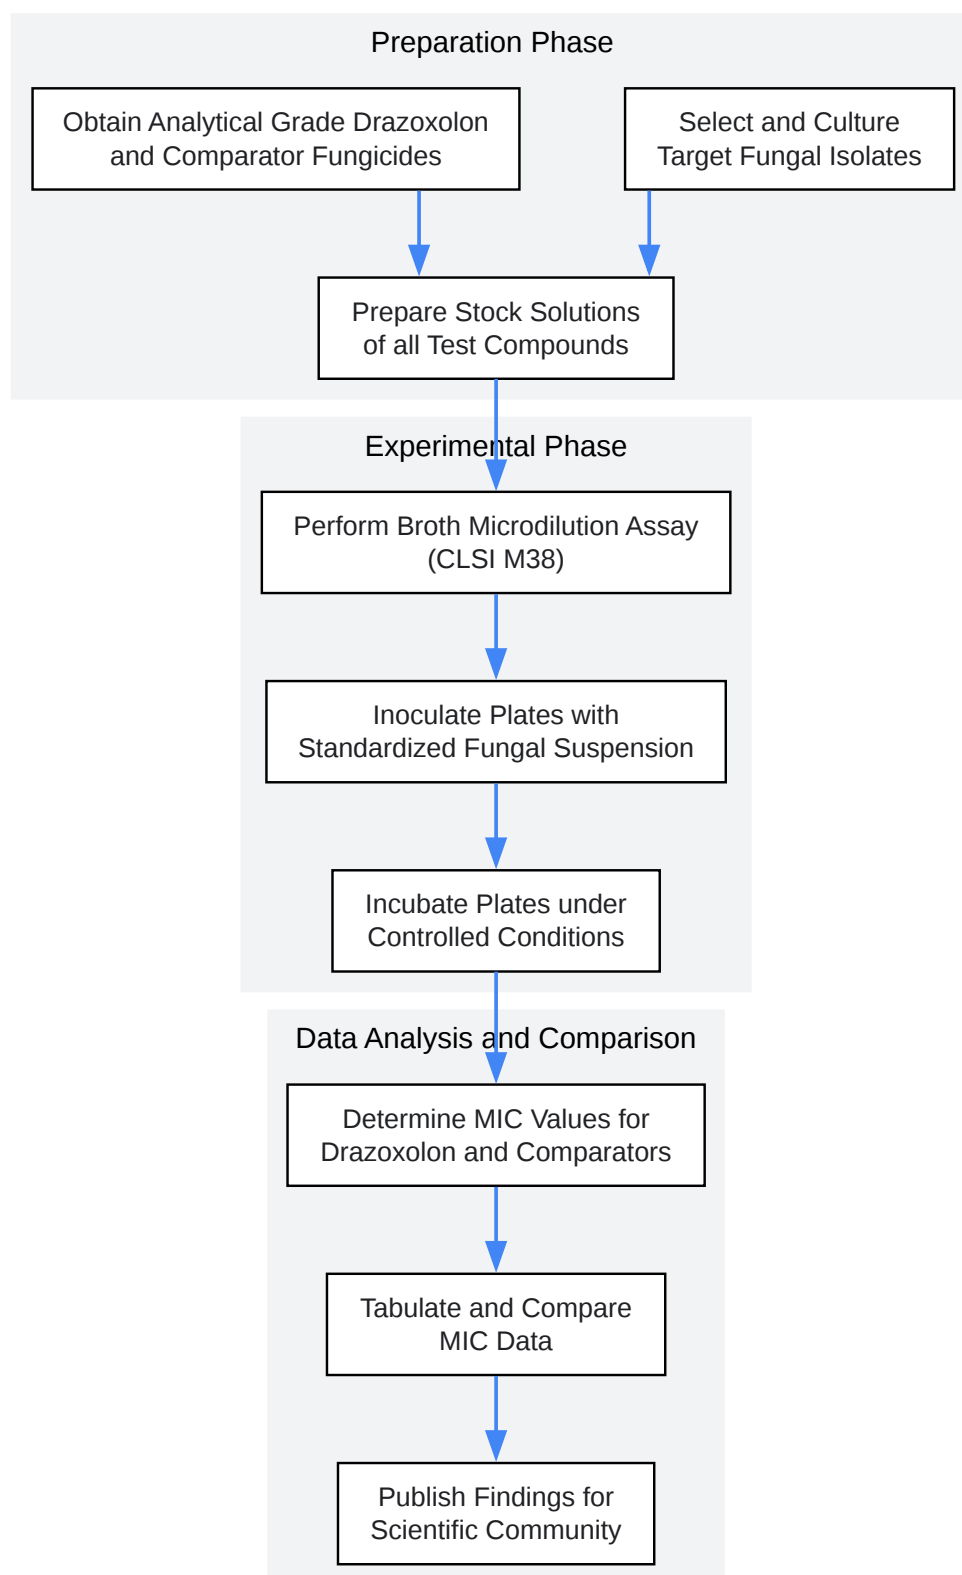 Preparation Phase
Obtain Analytical Grade Drazoxolon
and Comparator Fungicides
Select and Culture
Target Fungal Isolates
Prepare Stock Solutions
of all Test Compounds
Experimental Phase
Perform Broth Microdilution Assay
(CLSI M38)
Inoculate Plates with
Standardized Fungal Suspension
Incubate Plates under
Controlled Conditions
Data Analysis and Comparison
Determine MIC Values for
Drazoxolon and Comparators
Tabulate and Compare
MIC Data
Publish Findings for
Scientific Community